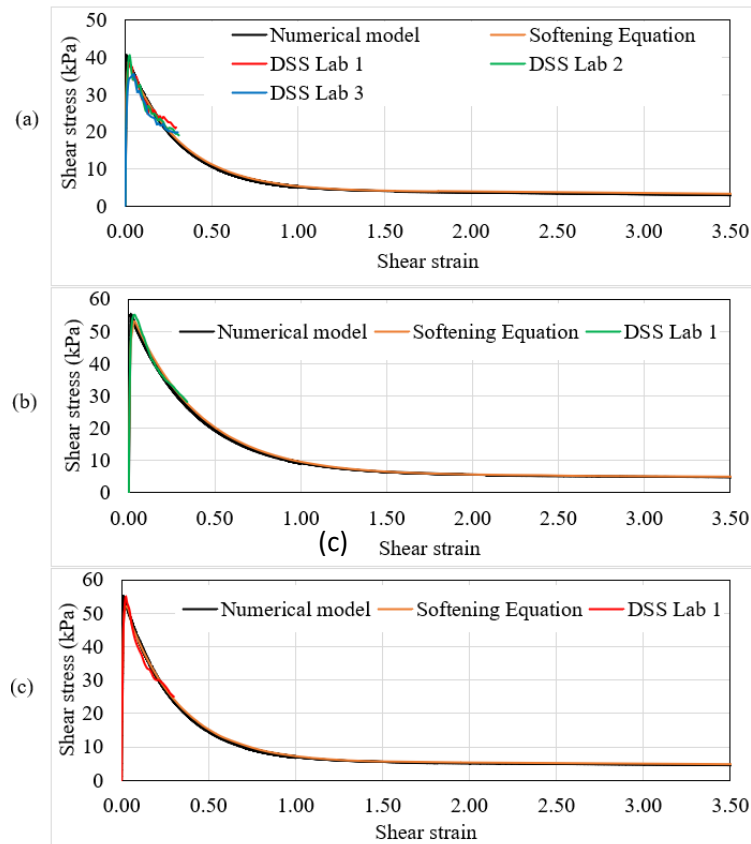 (a)
Shear stress (kPa)
50
40
30
20
10
0
Numerical model Softening Equation
DSS Lab 1 DSS Lab 2
DSS Lab 3
0.00 0.50 1.00 1.50 2.00 2.50 3.00 3.50
Shear strain
(b)
Shear stress (kPa)
60
50
40
30
20
10
0
Numerical model Softening Equation DSS Lab 1
0.00 0.50 1.00 1.50 2.00 2.50 3.00 3.50
(c)
Shear strain
(c)
Shear stress (kPa)
60
50
40
30
20
10
0
Numerical model Softening Equation DSS Lab 1
0.00 0.50 1.00 1.50 2.00 2.50 3.00 3.50
Shear strain